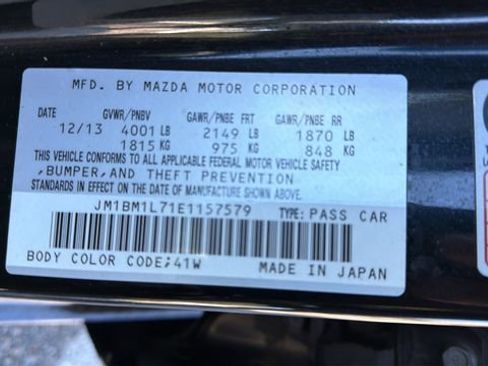 MFD. BY MAZDA MOTOR CORPORATION
DATE GVWR/PNBV GAWR/PNBE FRT GAWR/PNBE RR
12/13 4001 LB 2149 LB 1870 LB
1815 KG 975 KG 848 KG
THIS VEHICLE CONFORMS TO ALL APPLICABLE FEDERAL MOTOR VEHICLE SAFETY
,BUMPER,AND THEFT PREVENTION
STANDARDS IN EFFECT ON THE DATE OF MANUFACTURE SHOWN ABOVE.
JM1BM1L71E1157579 TYPE: PASS CAR
BODY COLOR CODE;41W MADE IN JAPAN